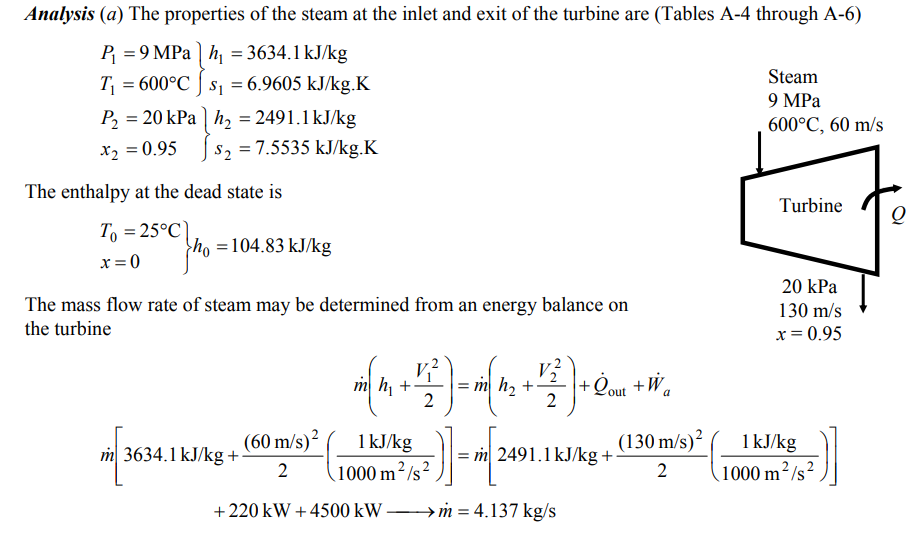 Analysis (a) The properties of the steam at the inlet and exit of the turbine are (Tables A-4 through A-6)
P₁ = 9 MPa } h₁ = 3634.1 kJ/kg
T₁ = 600°C } s₁ = 6.9605 kJ/kg.K
P₂ = 20 kPa } h₂ = 2491.1 kJ/kg
x₂ = 0.95 } s₂ = 7.5535 kJ/kg.K
Steam
9 MPa
600°C, 60 m/s
Turbine
Q
20 kPa
130 m/s
x = 0.95
The enthalpy at the dead state is
T₀ = 25°C
x = 0 } h₀ = 104.83 kJ/kg
The mass flow rate of steam may be determined from an energy balance on
the turbine
ṁ(h₁ + V₁²/2) = ṁ(h₂ + V₂²/2) + Q̇out + Ẇa
ṁ[3634.1 kJ/kg + (60 m/s)²/2 (1 kJ/kg / 1000 m²/s²)] = ṁ[2491.1 kJ/kg + (130 m/s)²/2 (1 kJ/kg / 1000 m²/s²)]
+ 220 kW + 4500 kW ⟶ ṁ = 4.137 kg/s